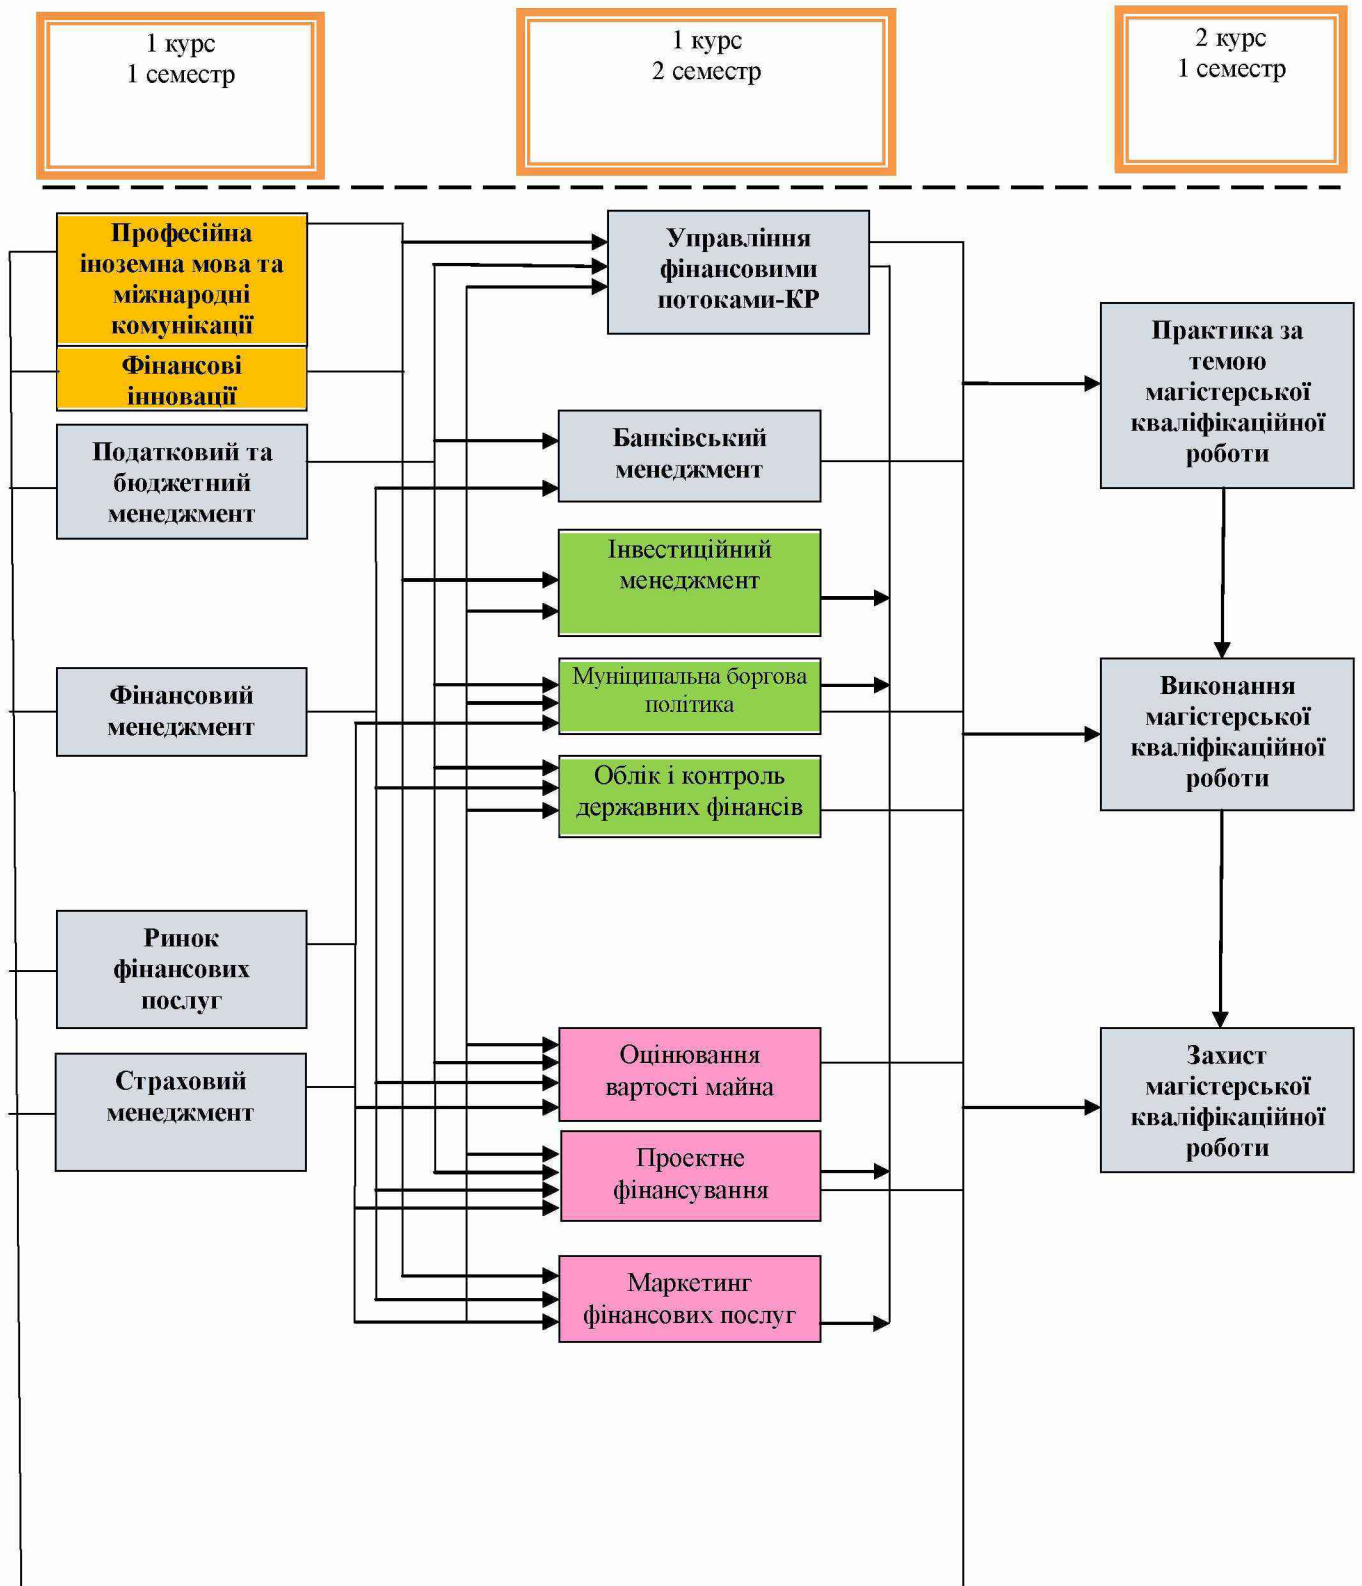 1 курс
1 семестр
1 курс
2 семестр
2 курс
1 семестр
Професійна
іноземна мова та
міжнародні
комунікації
Фінансові
інновації
Податковий та
бюджетний
менеджмент
Фінансовий
менеджмент
Ринок
фінансових
послуг
Страховий
менеджмент
Управління
фінансовими
потоками-КР
Банківський
менеджмент
Інвестиційний
менеджмент
Муніципальна боргова
політика
Облік і контроль
державних фінансів
Оцінювання
вартості майна
Проектне
фінансування
Маркетинг
фінансових послуг
Практика за
темою
магістерської
кваліфікаційної
роботи
Виконання
магістерської
кваліфікаційної
роботи
Захист
магістерської
кваліфікаційної
роботи